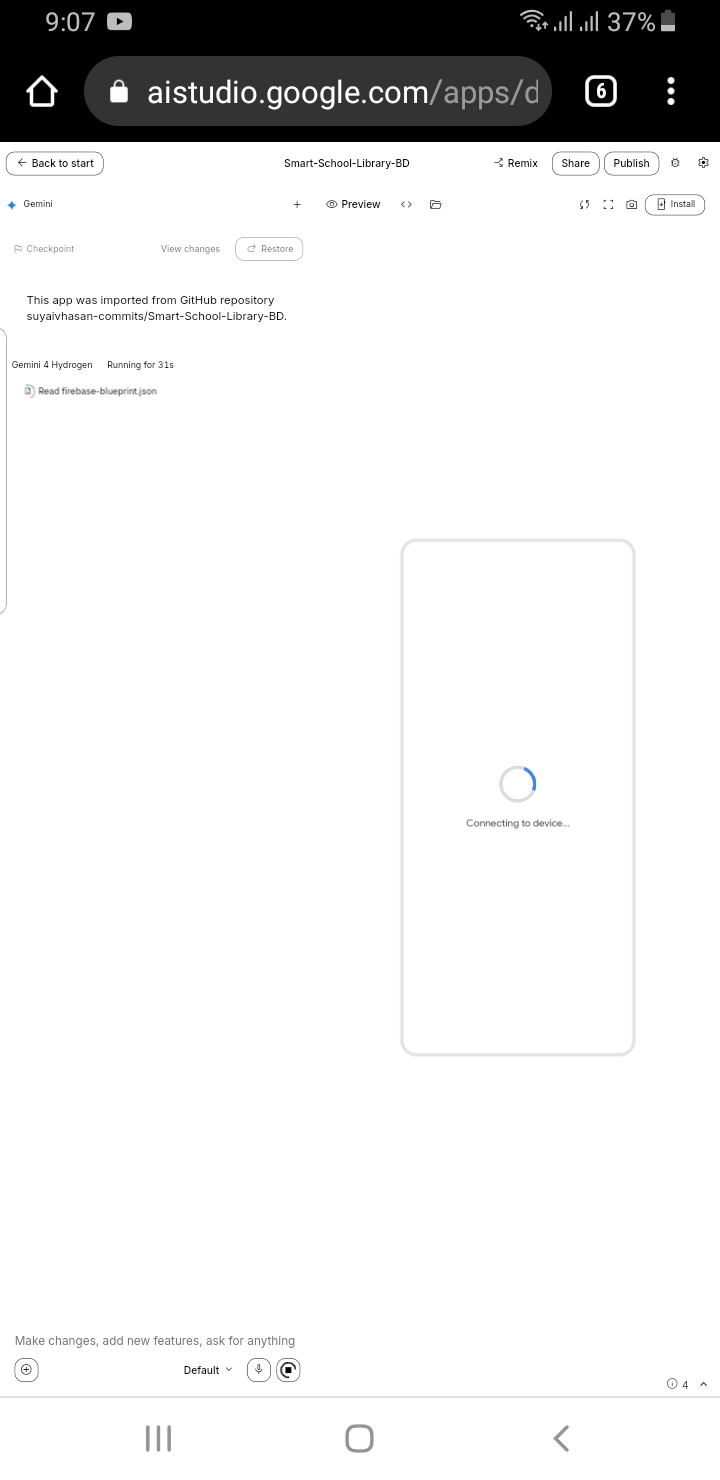 9:07
37%
aistudio.google.com/apps/d
6
Back to start
Smart-School-Library-BD
Remix
Share
Publish
Gemini
Preview
Install
Checkpoint
View changes
Restore
This app was imported from GitHub repository
suyaivhasan-commits/Smart-School-Library-BD.
Gemini 4 Hydrogen Running for 31s
Read firebase-blueprint.json
Connecting to device...
Make changes, add new features, ask for anything
Default
4